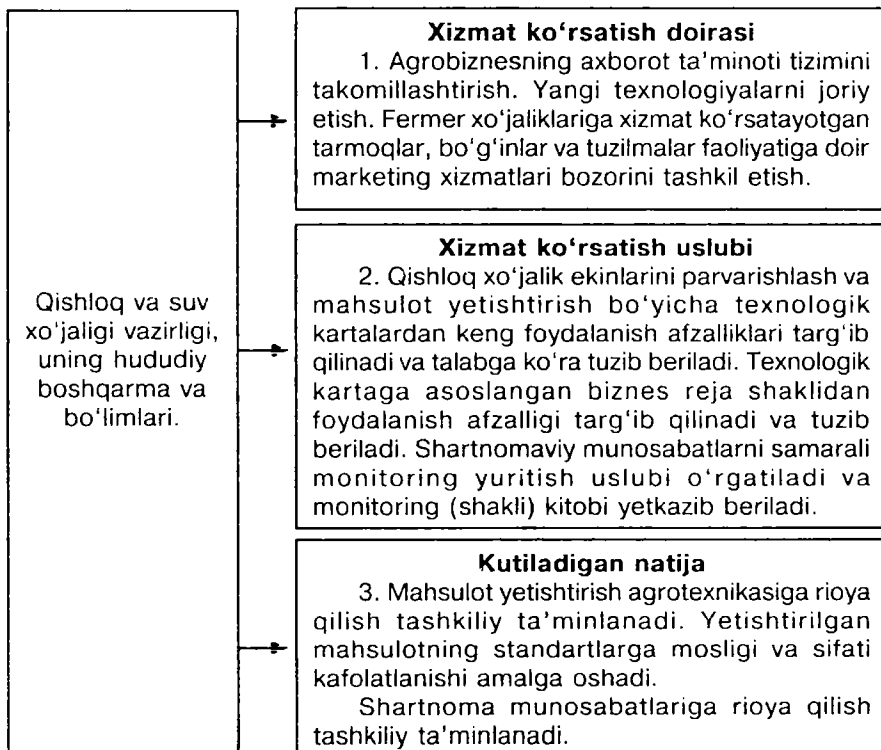 Qishloq va suv
xo'jaligi vazirligi,
uning hududiy
boshqarma va
bo'limlari.
Xizmat ko'rsatish doirasi
1. Agrobiznesning axborot ta'minoti tizimini
takomillashtirish. Yangi texnologiyalarni joriy
etish. Fermer xo'jaliklariga xizmat ko'rsatayotgan
tarmoqlar, bo'g'inlar va tuzilmalar faoliyatiga doir
marketing xizmatlari bozorini tashkil etish.
Xizmat ko'rsatish uslubi
2. Qishloq xo'jalik ekinlarini parvarishlash va
mahsulot yetishtirish bo'yicha texnologik
kartalardan keng foydalanish afzalliklari targ'ib
qilinadi va talabga ko'ra tuzib beriladi. Texnologik
kartaga asoslangan biznes reja shaklidan
foydalanish afzalligi targ'ib qilinadi va tuzib
beriladi. Shartnomaviy munosabatlarni samarali
monitoring yuritish uslubi o'rgatiladi va
monitoring (shakli) kitobi yetkazib beriladi.
Kutiladigan natija
3. Mahsulot yetishtirish agrotexnikasiga rioya
qilish tashkiliy ta'minlanadi. Yetishtirilgan
mahsulotning standartlarga mosligi va sifati
kafolatlanishi amalga oshadi.
Shartnoma munosabatlariga rioya qilish
tashkiliy ta'minlanadi.